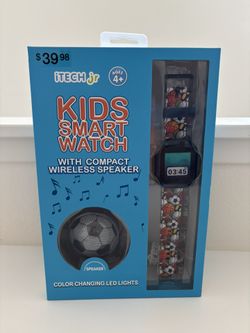 $39.98
iTECH jr
AGES
4+
KIDS
SMART
WATCH
WITH COMPACT
WIRELESS SPEAKER
03:45
SPEAKER
COLOR CHANGING LED LIGHTS